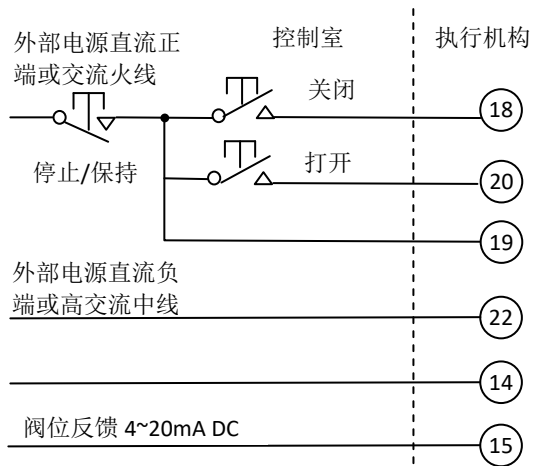 外部电源直流正
端或交流火线
控制室
执行机构
关闭
18
停止/保持
打开
20
19
外部电源直流负
端或高交流中线
22
14
阀位反馈 4~20mA DC
15